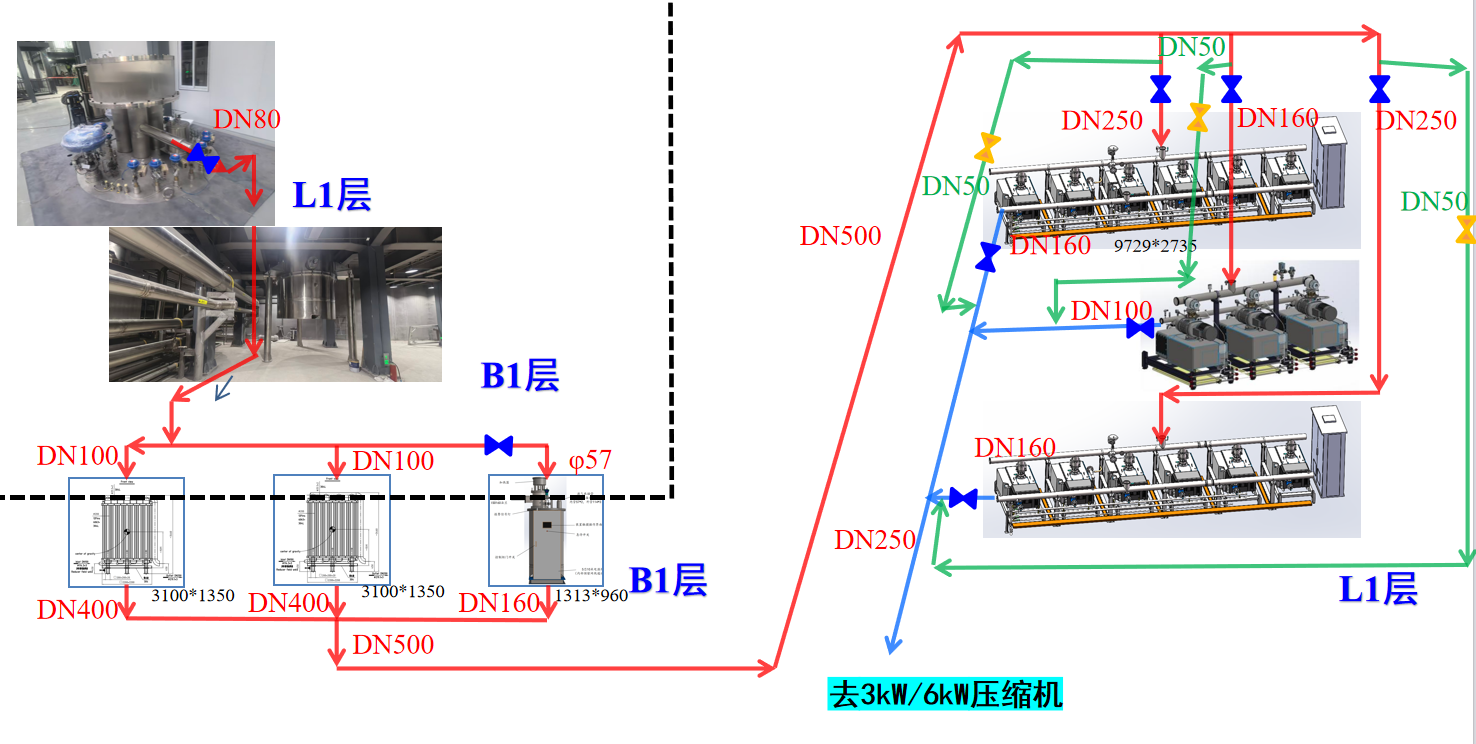 DN80
L1层
B1层
DN100
DN100
φ57
3100*1350
3100*1350
1313*960
B1层
DN400
DN400
DN160
DN500
DN500
DN50
DN250
DN160
DN250
DN50
DN50
DN160
9729*2735
DN100
DN160
DN250
L1层
去3kW/6kW压缩机